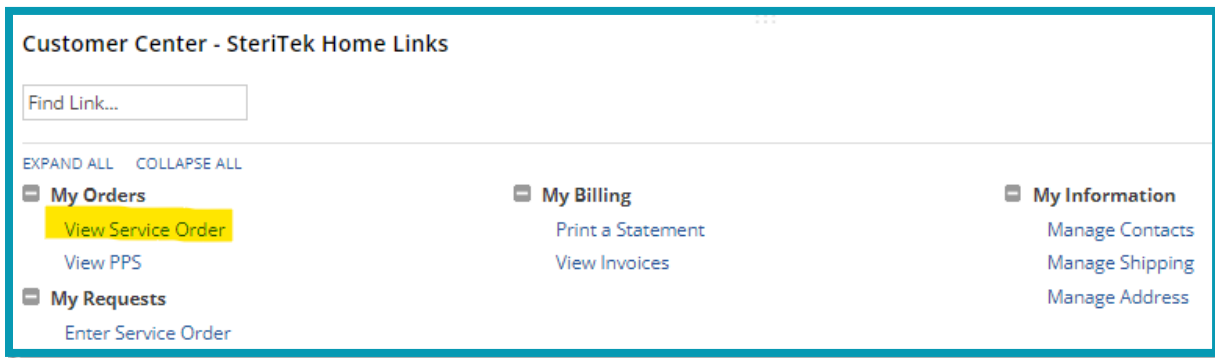 Customer Center - SteriTek Home Links
Find Link...
EXPAND ALL COLLAPSE ALL
My Orders
View Service Order
View PPS
My Requests
Enter Service Order
My Billing
Print a Statement
View Invoices
My Information
Manage Contacts
Manage Shipping
Manage Address